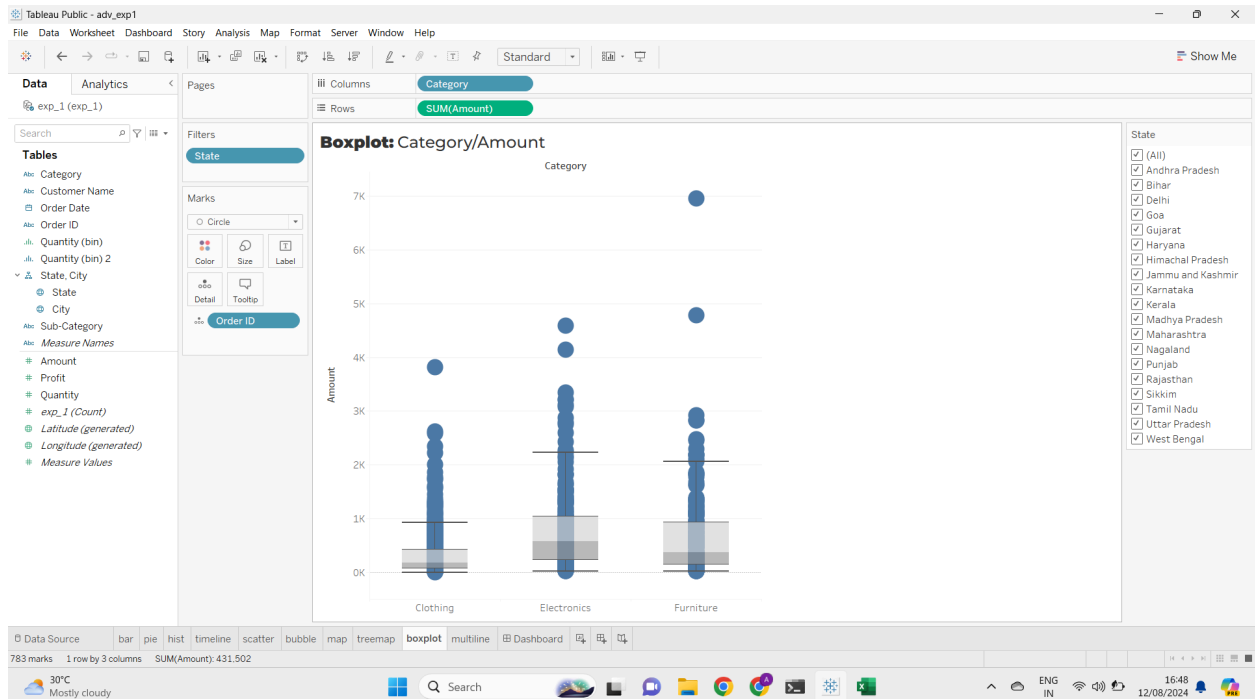 Tableau Public - adv_exp1
File Data Worksheet Dashboard Story Analysis Map Format Server Window Help
Standard
Show Me
Data Analytics
exp_1 (exp_1)
Search
Tables
Abc Category
Abc Customer Name
Order Date
Abc Order ID
Quantity (bin)
Quantity (bin) 2
State, City
State
City
Abc Sub-Category
Abc Measure Names
# Amount
# Profit
# Quantity
# exp_1 (Count)
Latitude (generated)
Longitude (generated)
# Measure Values
Pages
Filters
State
Marks
Circle
Color Size Label
Detail Tooltip
Order ID
Columns Category
Rows SUM(Amount)
Boxplot: Category/Amount
Category
Amount
7K
6K
5K
4K
3K
2K
1K
0K
Clothing Electronics Furniture
State
(All)
Andhra Pradesh
Bihar
Delhi
Goa
Gujarat
Haryana
Himachal Pradesh
Jammu and Kashmir
Karnataka
Kerala
Madhya Pradesh
Maharashtra
Nagaland
Punjab
Rajasthan
Sikkim
Tamil Nadu
Uttar Pradesh
West Bengal
Data Source bar pie hist timeline scatter bubble map treemap boxplot multiline Dashboard
783 marks 1 row by 3 columns SUM(Amount): 431,502
30°C
Mostly cloudy
Search
ENG
IN
16:48
12/08/2024
PRE